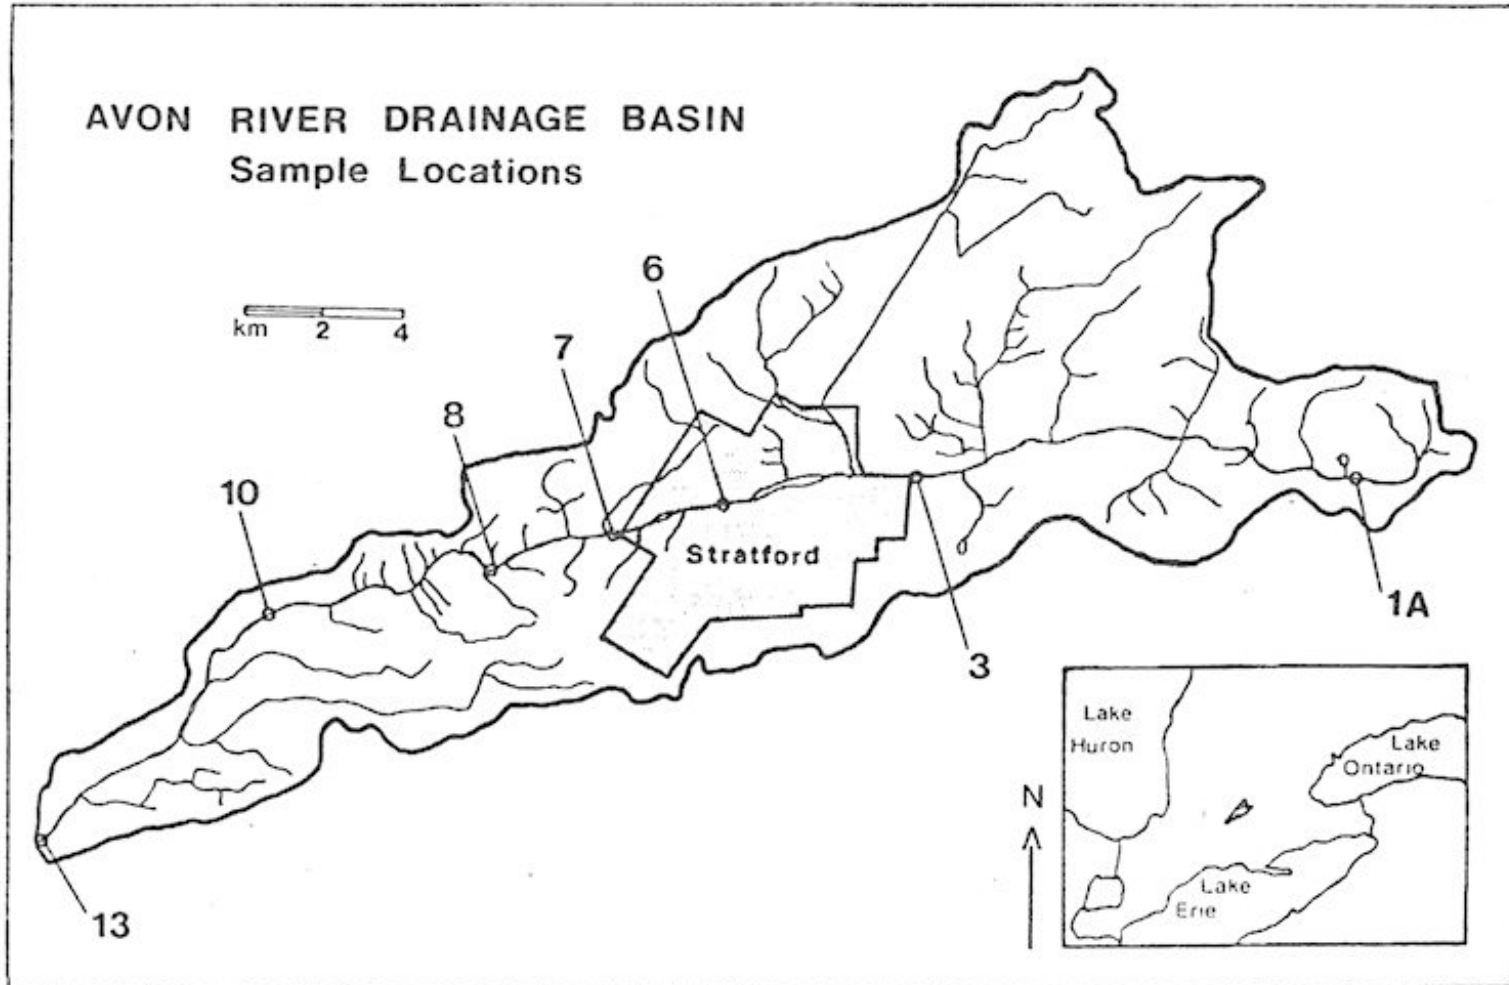 AVON RIVER DRAINAGE BASIN
Sample Locations
km 2 4
6
7
8
10
Stratford
1A
3
13
Lake
Huron
Lake
Ontario
N
Lake
Erie